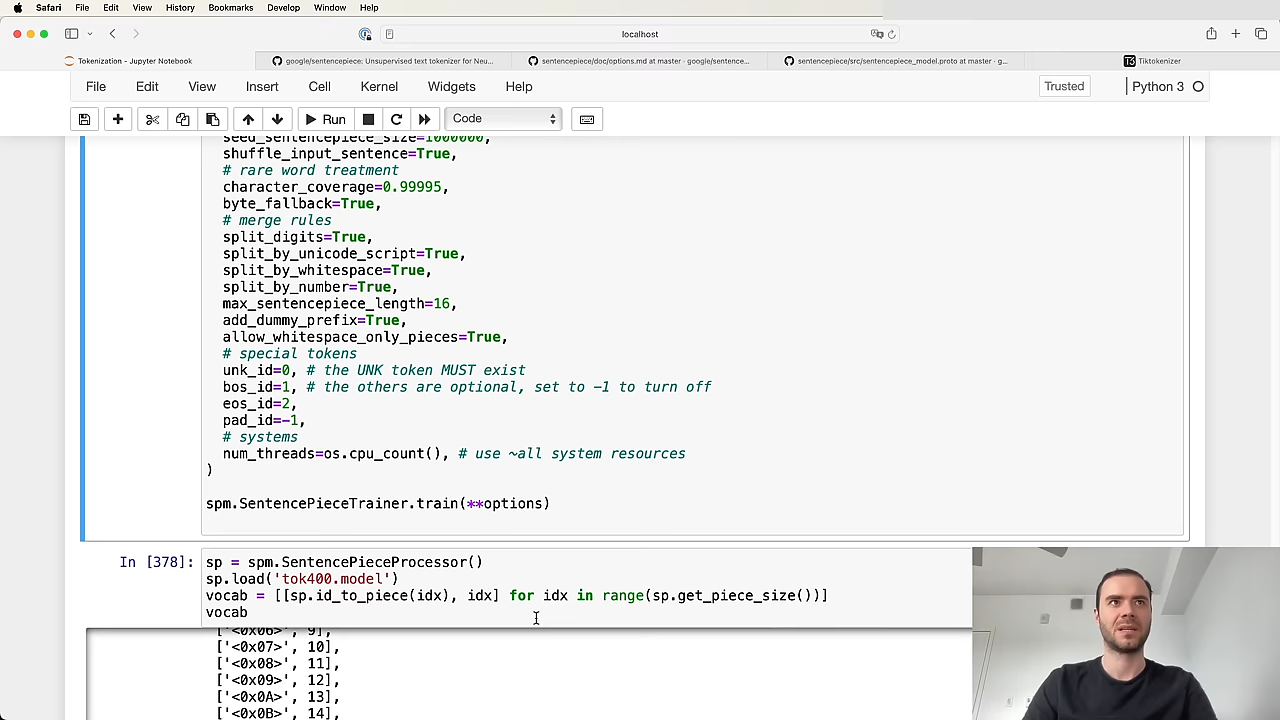 Safari File Edit View History Bookmarks Develop Window Help
localhost
Tokenization - Jupyter Notebook
google/sentencepiece: Unsupervised text tokenizer for Neu...
sentencepiece/doc/options.md at master · google/sentence...
sentencepiece/src/sentencepiece_model.proto at master · g...
Tiktokenizer
File Edit View Insert Cell Kernel Widgets Help
Trusted
Python 3
Run
Code
seed_sentencepiece_size=1000000,
shuffle_input_sentence=True,
# rare word treatment
character_coverage=0.99995,
byte_fallback=True,
# merge rules
split_digits=True,
split_by_unicode_script=True,
split_by_whitespace=True,
split_by_number=True,
max_sentencepiece_length=16,
add_dummy_prefix=True,
allow_whitespace_only_pieces=True,
# special tokens
unk_id=0, # the UNK token MUST exist
bos_id=1, # the others are optional, set to -1 to turn off
eos_id=2,
pad_id=-1,
# systems
num_threads=os.cpu_count(), # use ~all system resources
)
spm.SentencePieceTrainer.train(**options)
In [378]:
sp = spm.SentencePieceProcessor()
sp.load('tok400.model')
vocab = [[sp.id_to_piece(idx), idx] for idx in range(sp.get_piece_size())]
vocab
['<0x06>', 9],
['<0x07>', 10],
['<0x08>', 11],
['<0x09>', 12],
['<0x0A>', 13],
['<0x0B>', 14],